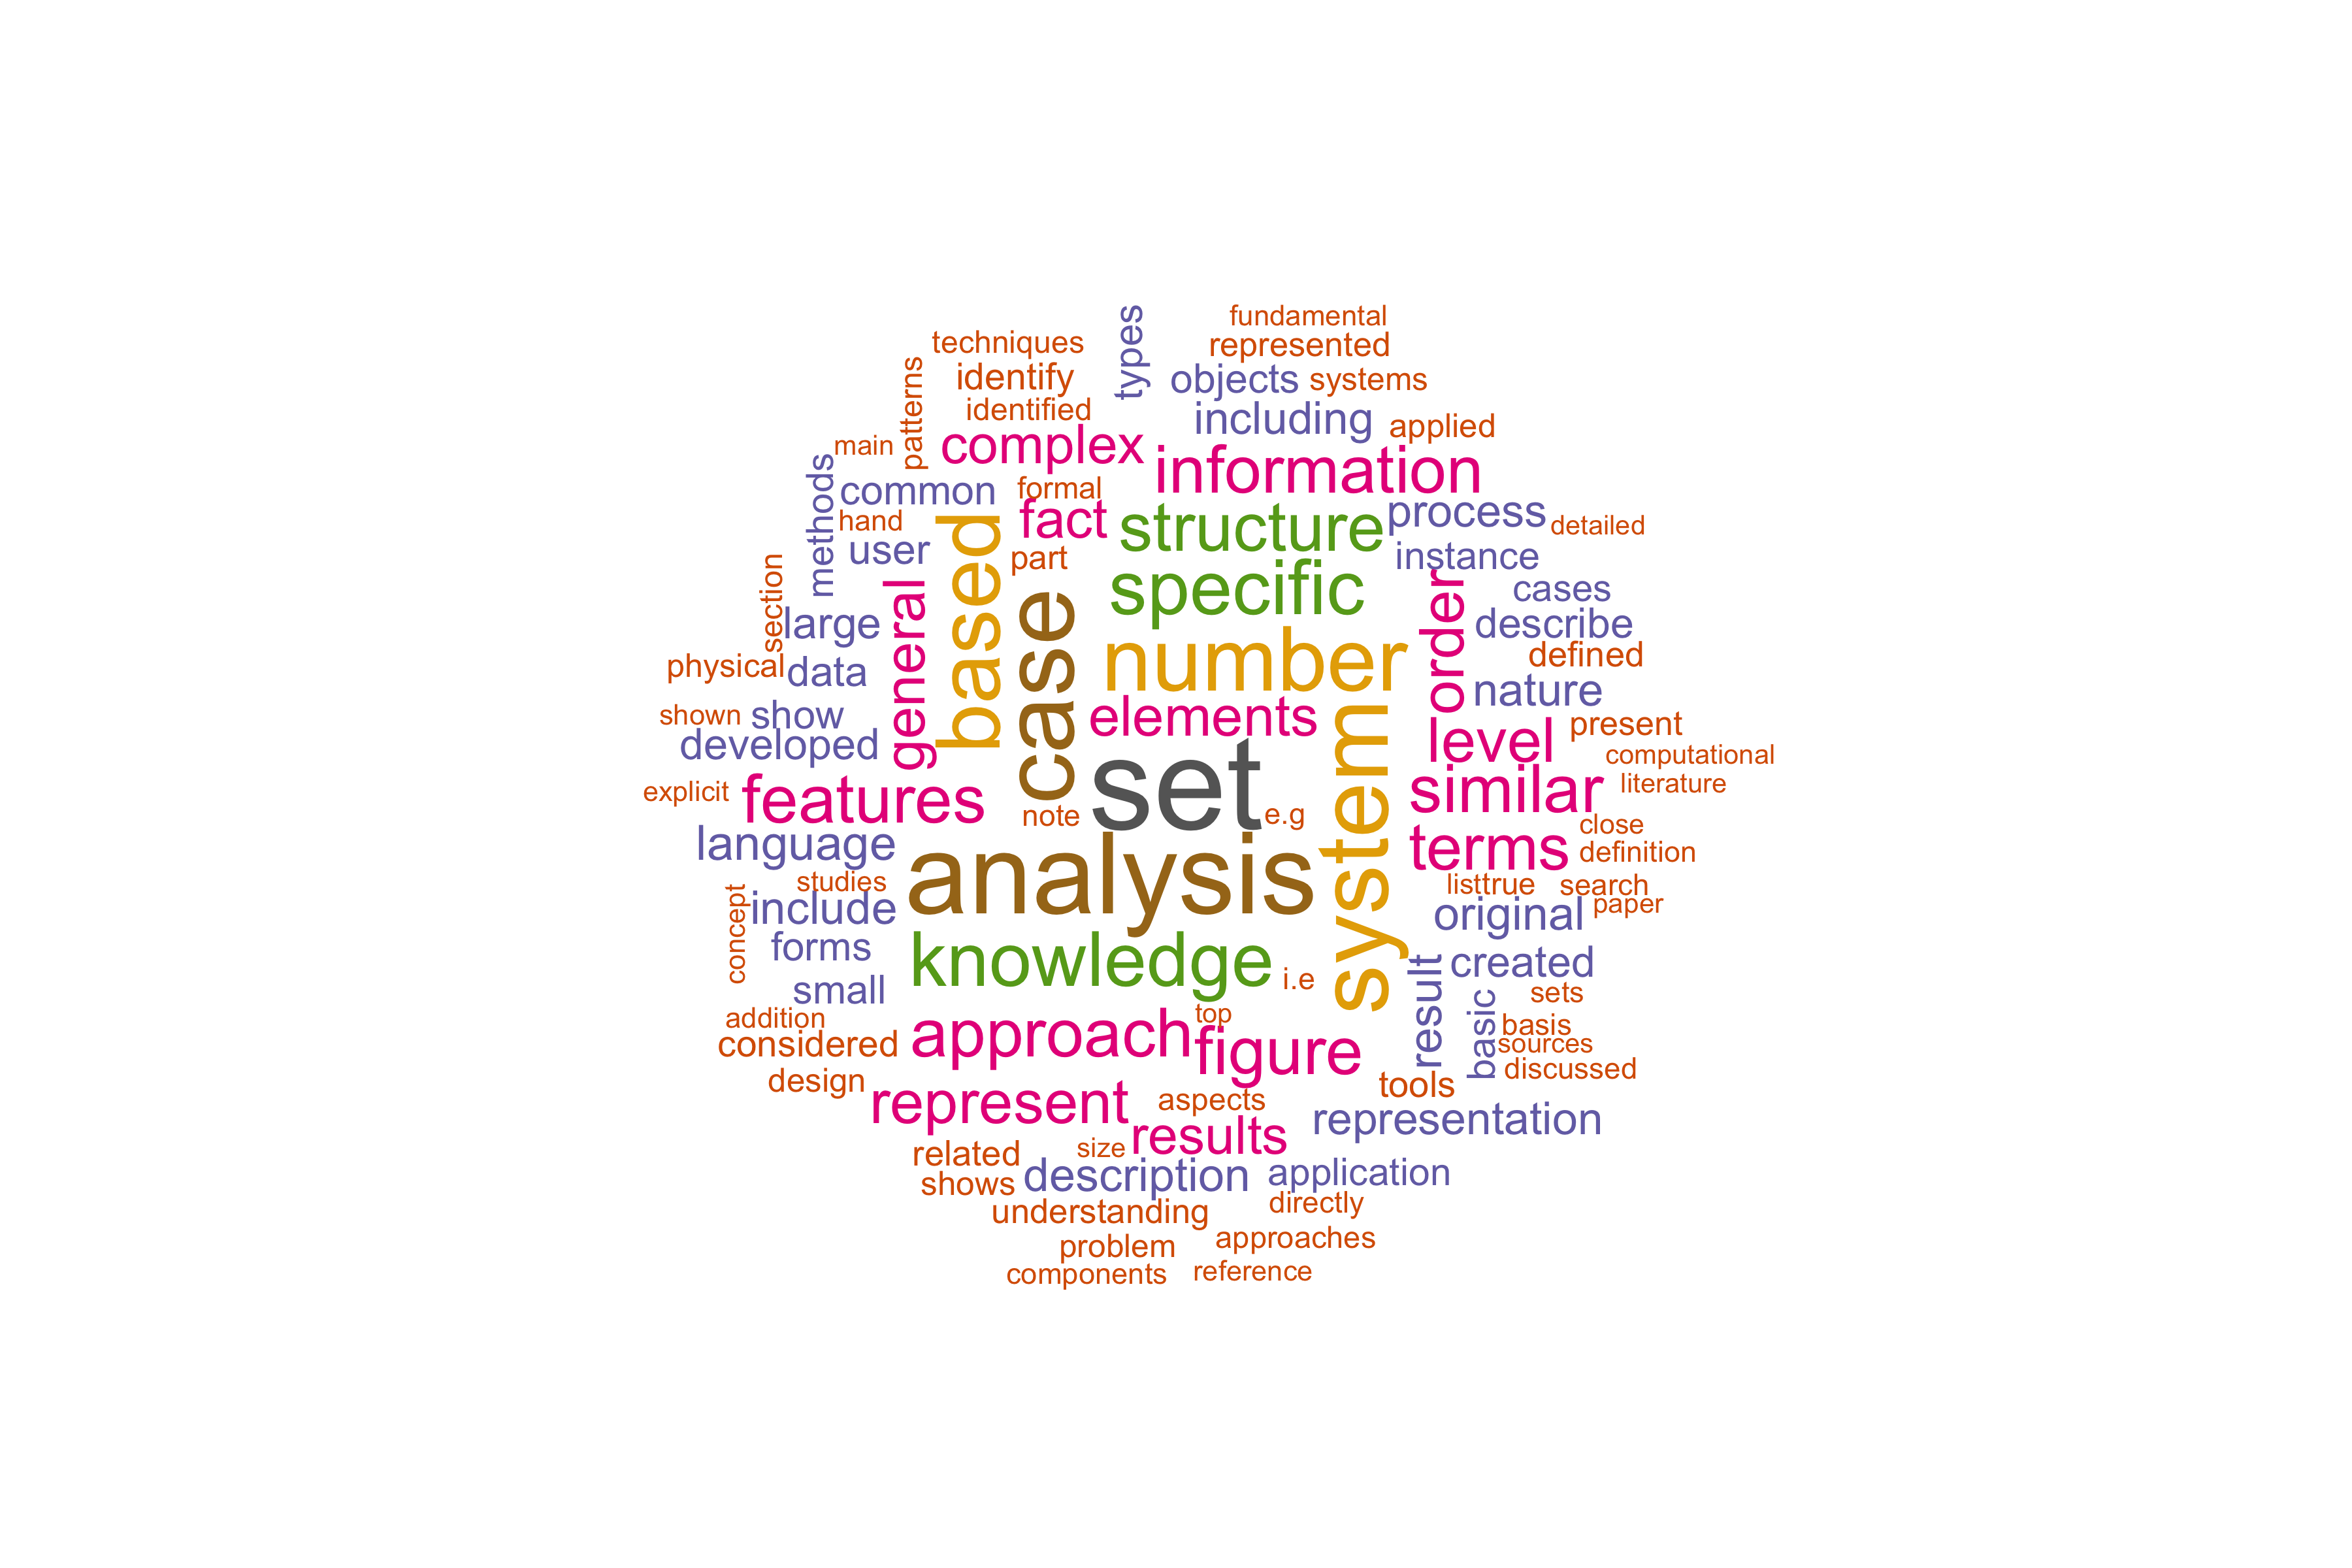 fundamental
types
techniques
represented
identify
objects
systems
patterns
identified
including
applied
main
complex
information
methods
common
formal
fact
structure
process
detailed
hand
based
user
part
instance
section
general
case
specific
order
cases
large
number
describe
physical
data
defined
nature
shown
show
elements
level
present
developed
system
computational
explicit
features
set
similar
literature
note
e.g
language
analysis
terms
close
definition
studies
list
true
search
concept
include
original
paper
forms
knowledge
i.e
result
created
small
basic
sets
addition
top
basis
considered
approach
figure
sources
design
tools
discussed
represent
aspects
representation
related
size
results
shows
description
application
understanding
directly
problem
approaches
components
reference